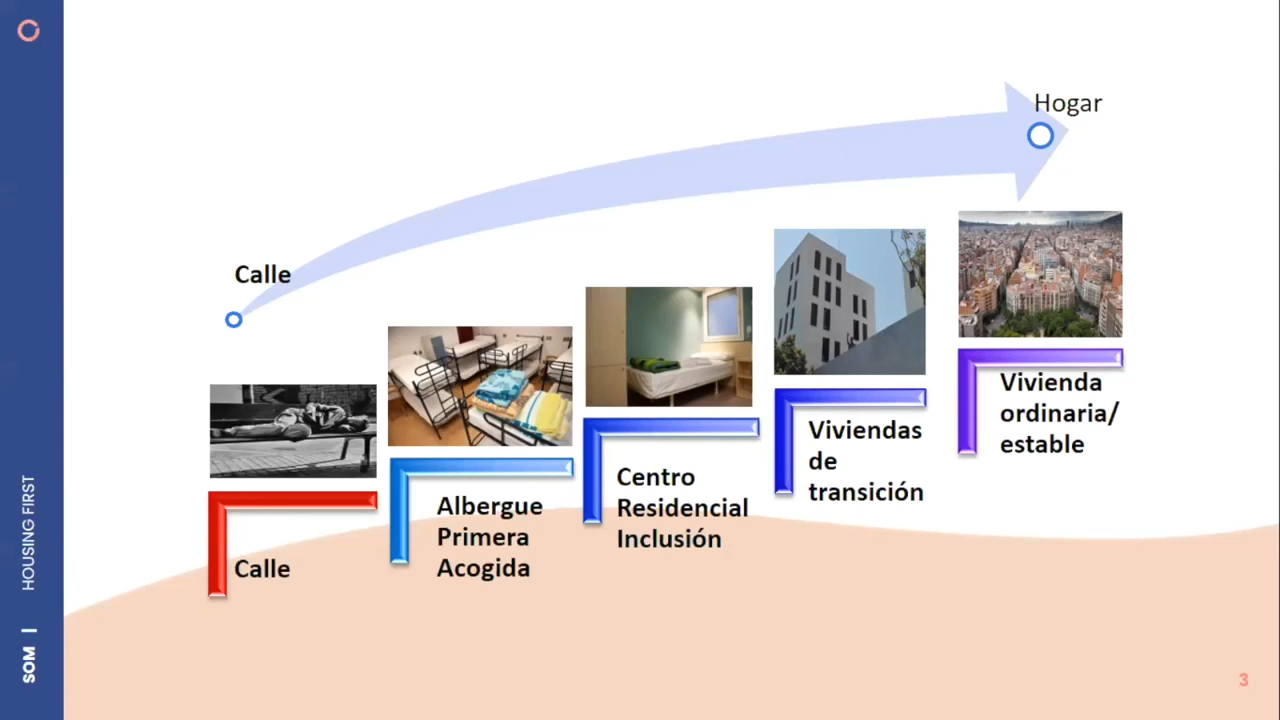 Hogar
Calle
Calle
Albergue
Primera
Acogida
Centro
Residencial
Inclusión
Viviendas
de
transición
Vivienda
ordinaria/
estable
SOM | HOUSING FIRST
3